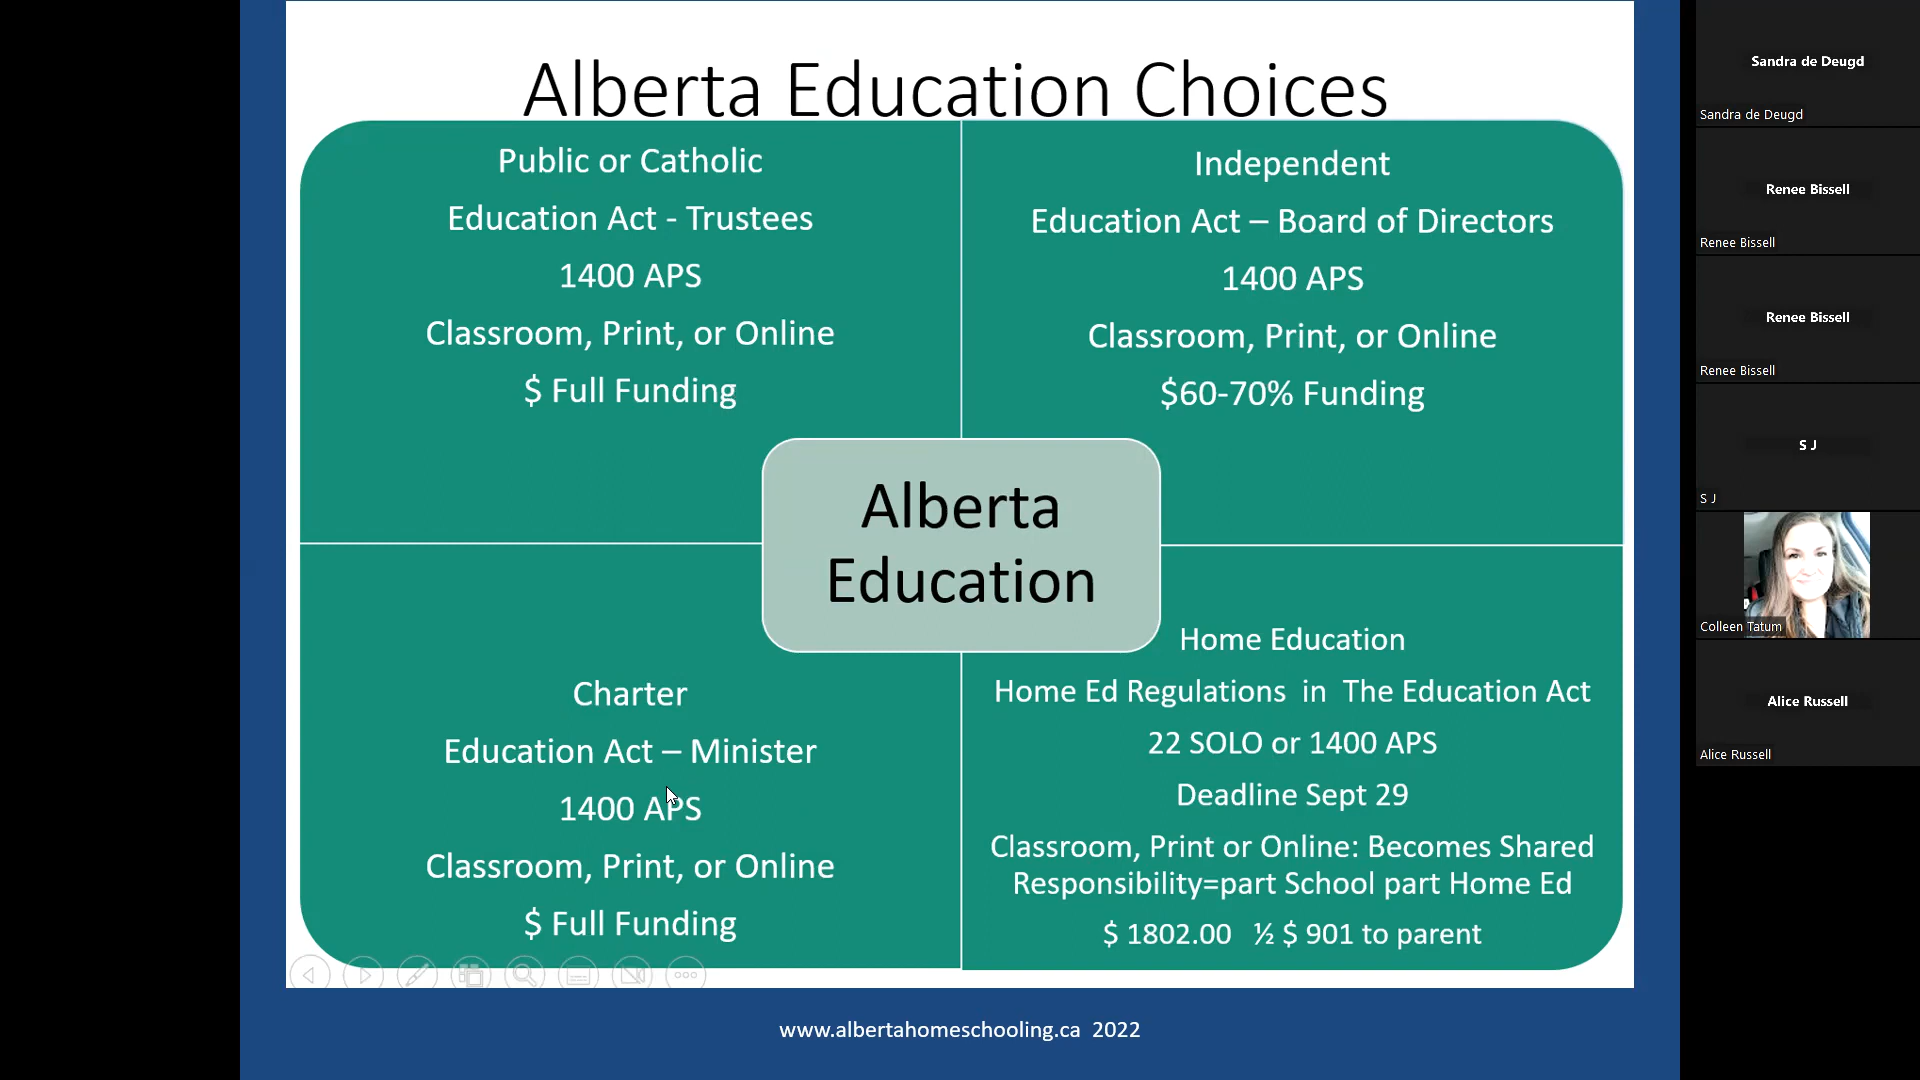 Alberta Education Choices
Public or Catholic
Education Act - Trustees
1400 APS
Classroom, Print, or Online
$ Full Funding
Independent
Education Act – Board of Directors
1400 APS
Classroom, Print, or Online
$60-70% Funding
Alberta
Education
Charter
Education Act – Minister
1400 APS
Classroom, Print, or Online
$ Full Funding
Home Education
Home Ed Regulations  in  The Education Act
22 SOLO or 1400 APS
Deadline Sept 29
Classroom, Print or Online: Becomes Shared
Responsibility=part School part Home Ed
$ 1802.00   ½ $ 901 to parent
www.albertahomeschooling.ca  2022
Sandra de Deugd
Sandra de Deugd
Renee Bissell
Renee Bissell
Renee Bissell
Renee Bissell
S J
S J
Colleen Tatum
Alice Russell
Alice Russell